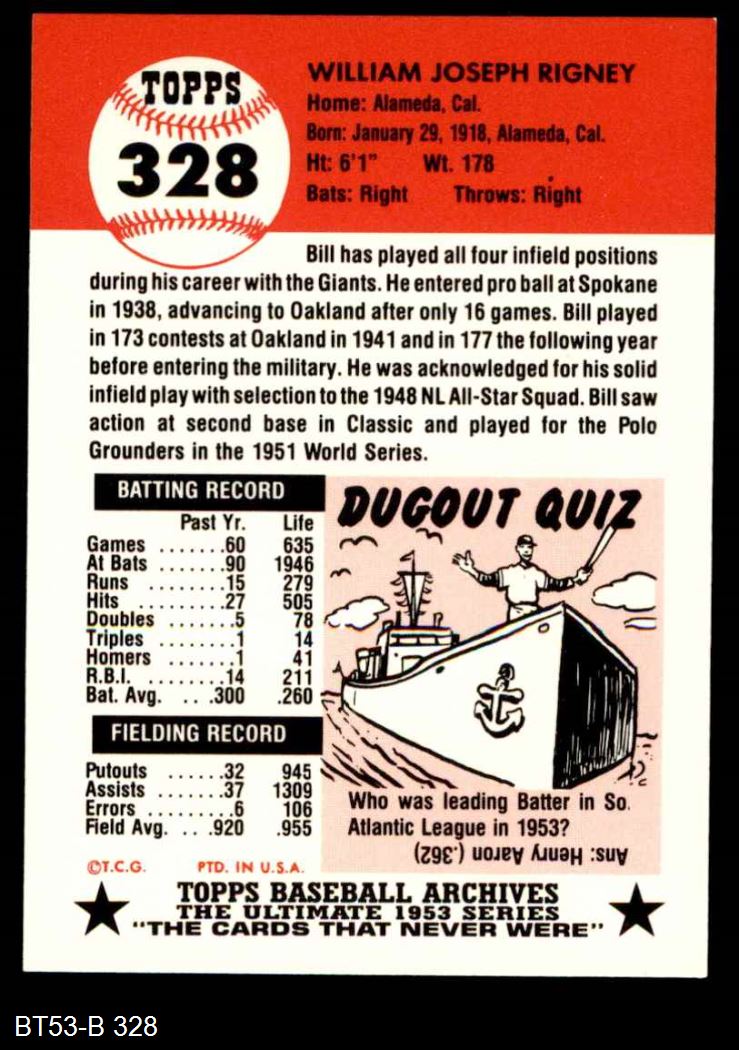 TOPPS
328
WILLIAM JOSEPH RIGNEY
Home: Alameda, Cal.
Born: January 29, 1918, Alameda, Cal.
Ht: 6'1" Wt. 178
Bats: Right Throws: Right
Bill has played all four infield positions
during his career with the Giants. He entered pro ball at Spokane
in 1938, advancing to Oakland after only 16 games. Bill played
in 173 contests at Oakland in 1941 and in 177 the following year
before entering the military. He was acknowledged for his solid
infield play with selection to the 1948 NL All-Star Squad. Bill saw
action at second base in Classic and played for the Polo
Grounders in the 1951 World Series.
BATTING RECORD
Past Yr. Life
Games .......60 635
At Bats .......90 1946
Runs .......15 279
Hits .........27 505
Doubles .......5 78
Triples .......1 14
Homers .......1 41
R.B.I. ........14 211
Bat. Avg. .. .300 .260
FIELDING RECORD
Putouts ......32 945
Assists .......37 1309
Errors .........6 106
Field Avg. . . .920 .955
DUGOUT QUIZ
Who was leading Batter in So.
Atlantic League in 1953?
Ans: Henry Aaron (.362)
©T.C.G. PTD. IN U.S.A.
TOPPS BASEBALL ARCHIVES
THE ULTIMATE 1953 SERIES
"THE CARDS THAT NEVER WERE"
BT53-B 328